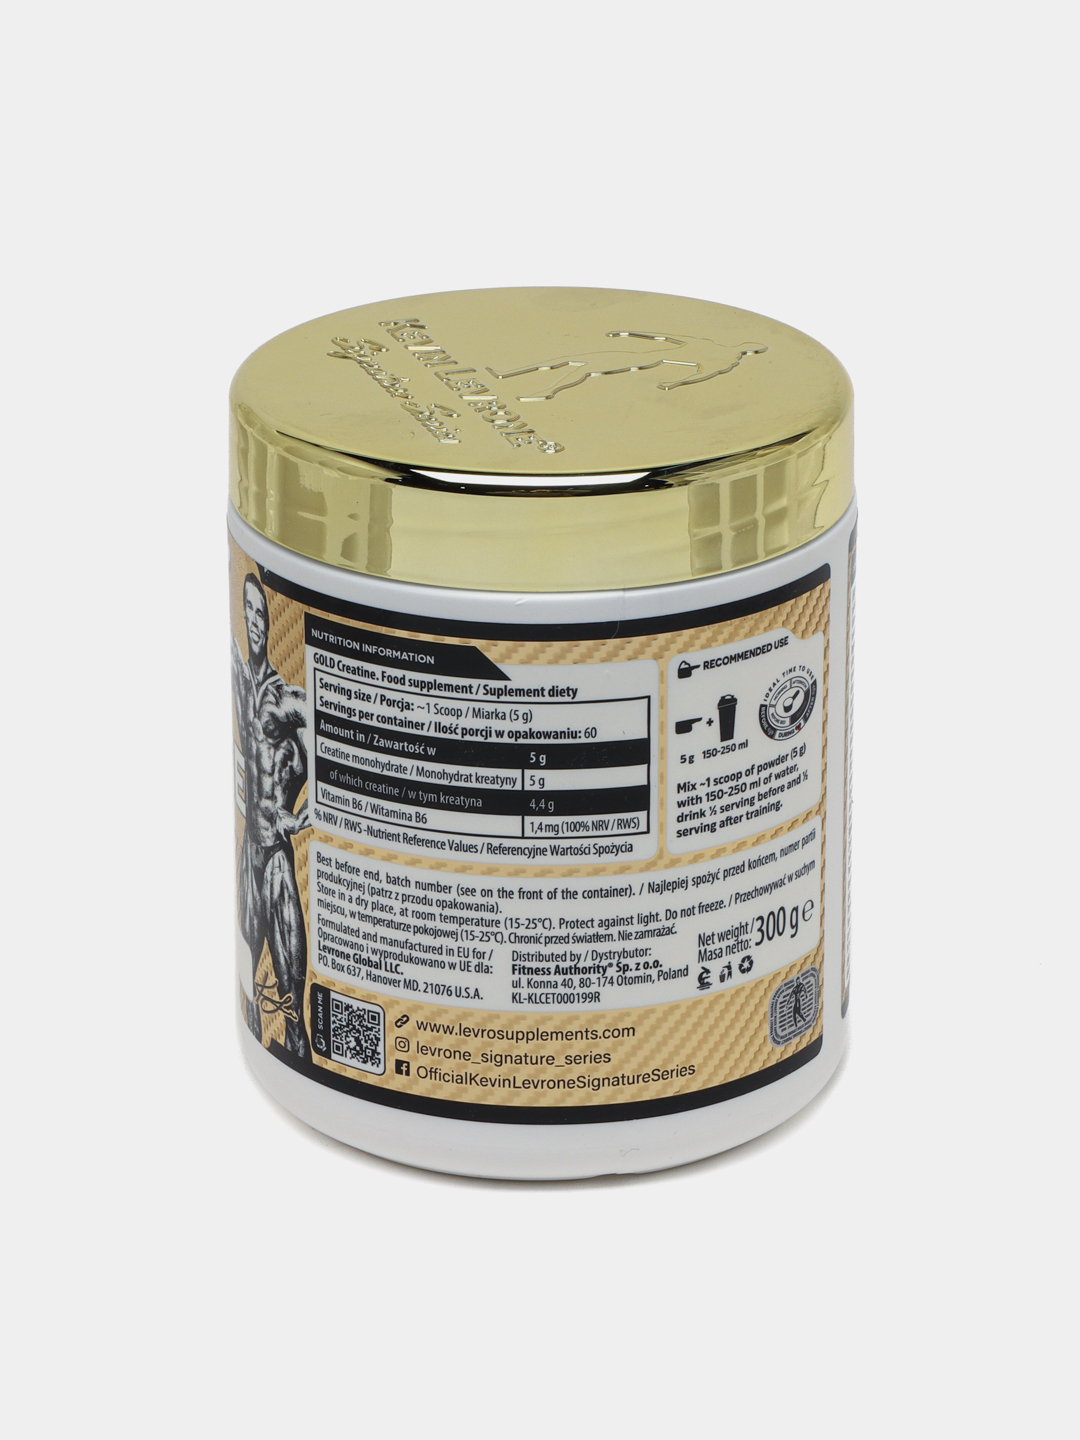 KEVIN LEVRONE®
Signature Series
NUTRITION INFORMATION
GOLD Creatine. Food supplement / Suplement diety
Serving size / Porcja: ~1 Scoop / Miarka (5 g)
Servings per container / Ilość porcji w opakowaniu: 60
Amount in / Zawartość w 5 g
Creatine monohydrate / Monohydrat kreatyny 5 g
of which creatine / w tym kreatyna 4,4 g
Vitamin B6 / Witamina B6 1,4 mg (100% NRV / RWS)
% NRV / RWS -Nutrient Reference Values / Referencyjne Wartości Spożycia
RECOMMENDED USE
IDEAL TIME TO USE
DURING
+
5 g 150-250 ml
Mix ~1 scoop of powder (5 g)
with 150-250 ml of water,
drink ½ serving before and ½
serving after training.
Best before end, batch number (see on the front of the container). / Najlepiej spożyć przed końcem, numer partii
produkcyjnej (patrz z przodu opakowania).
Store in a dry place, at room temperature (15-25°C). Protect against light. Do not freeze. / Przechowywać w suchym
miejscu, w temperaturze pokojowej (15-25°C). Chronić przed światłem. Nie zamrażać.
Formulated and manufactured in EU for /
Opracowano i wyprodukowano w UE dla:
Levrone Global LLC.
P.O. Box 637, Hanover MD. 21076 U.S.A.
Distributed by / Dystrybutor:
Fitness Authority® Sp. z o.o.
ul. Konna 40, 80-174 Otomin, Poland
KL-KLCET000199R
Net weight / Masa netto: 300 g e
SCAN ME
www.levrosupplements.com
levrone_signature_series
OfficialKevinLevroneSignatureSeries